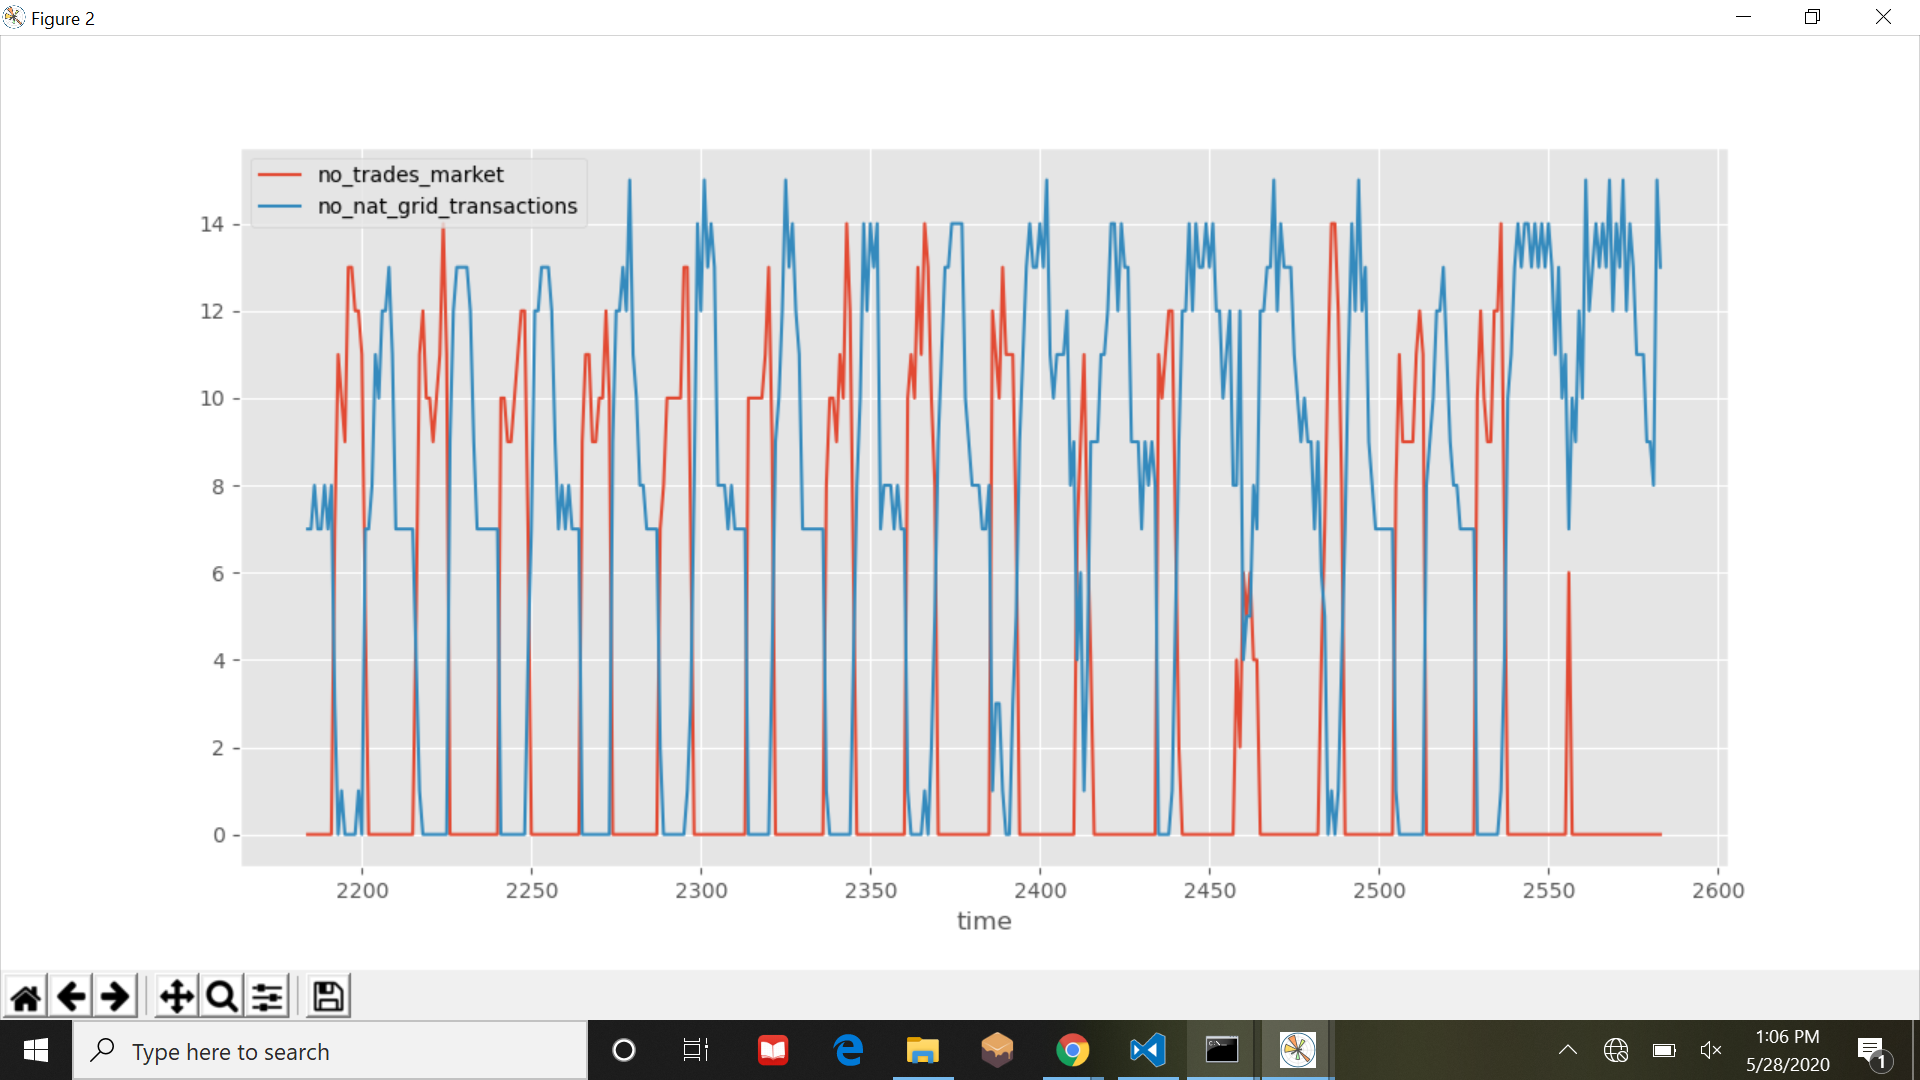 Figure 2
no_trades_market
no_nat_grid_transactions
14
12
10
8
6
4
2
0
2200 2250 2300 2350 2400 2450 2500 2550 2600
time
Type here to search
1:06 PM
5/28/2020
1